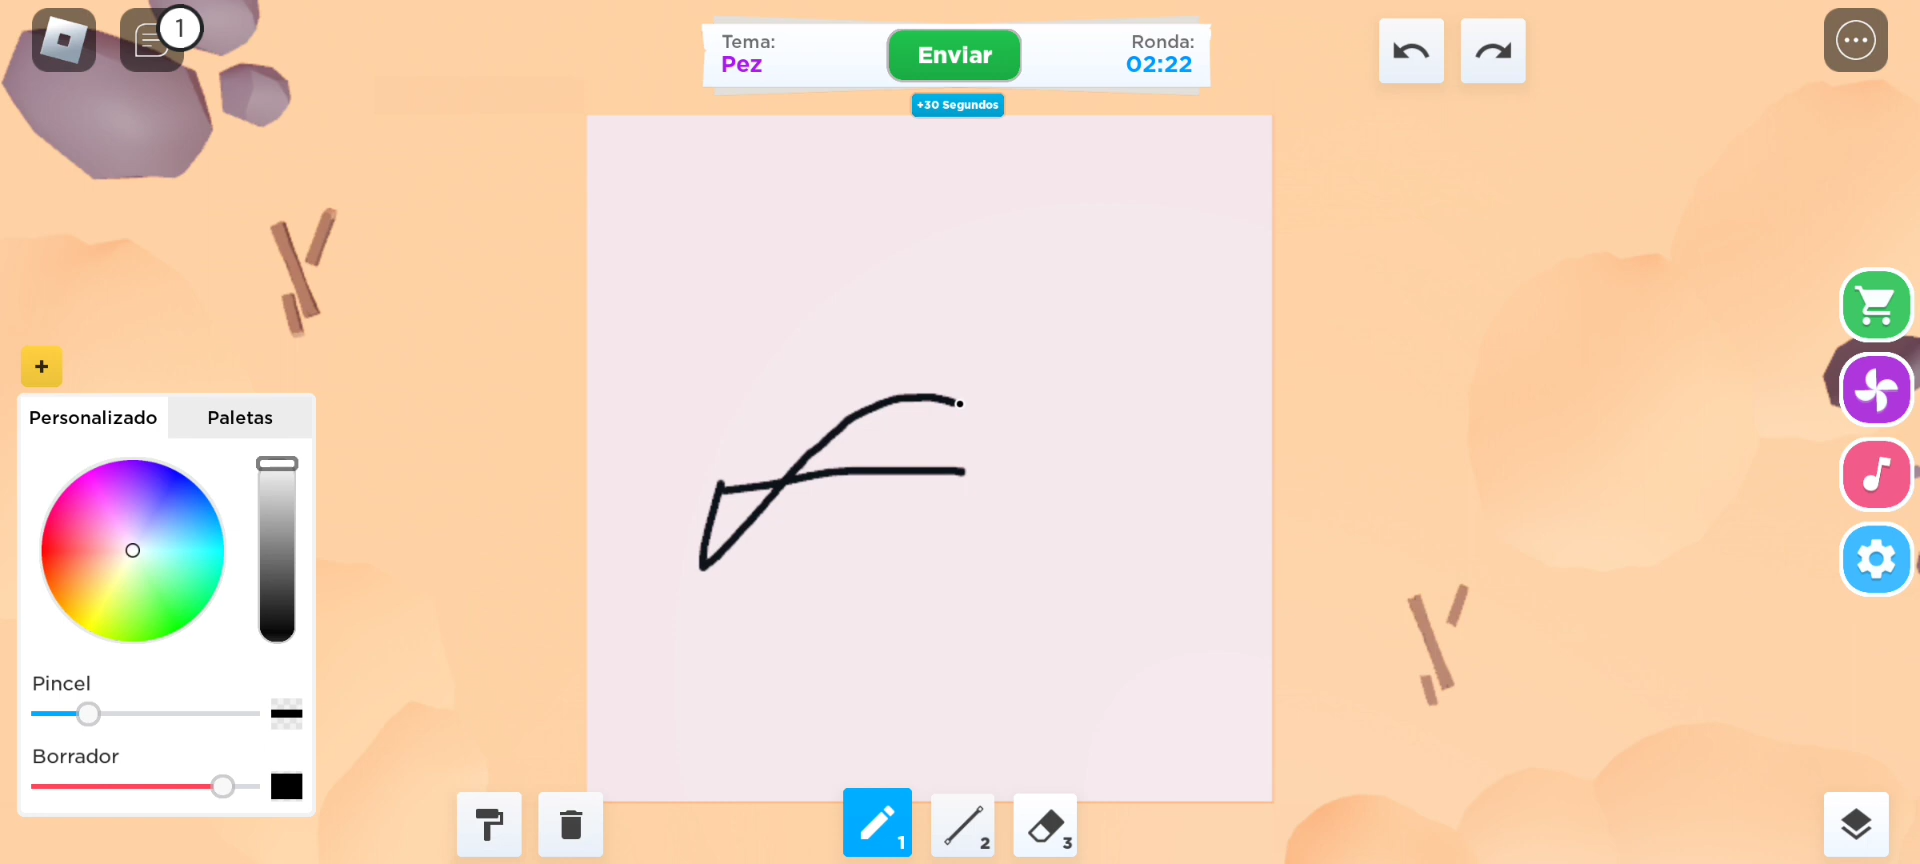 1
Tema:
Pez
Enviar
Ronda:
02:22
+30 Segundos
+
Personalizado
Paletas
Pincel
Borrador
1
2
3